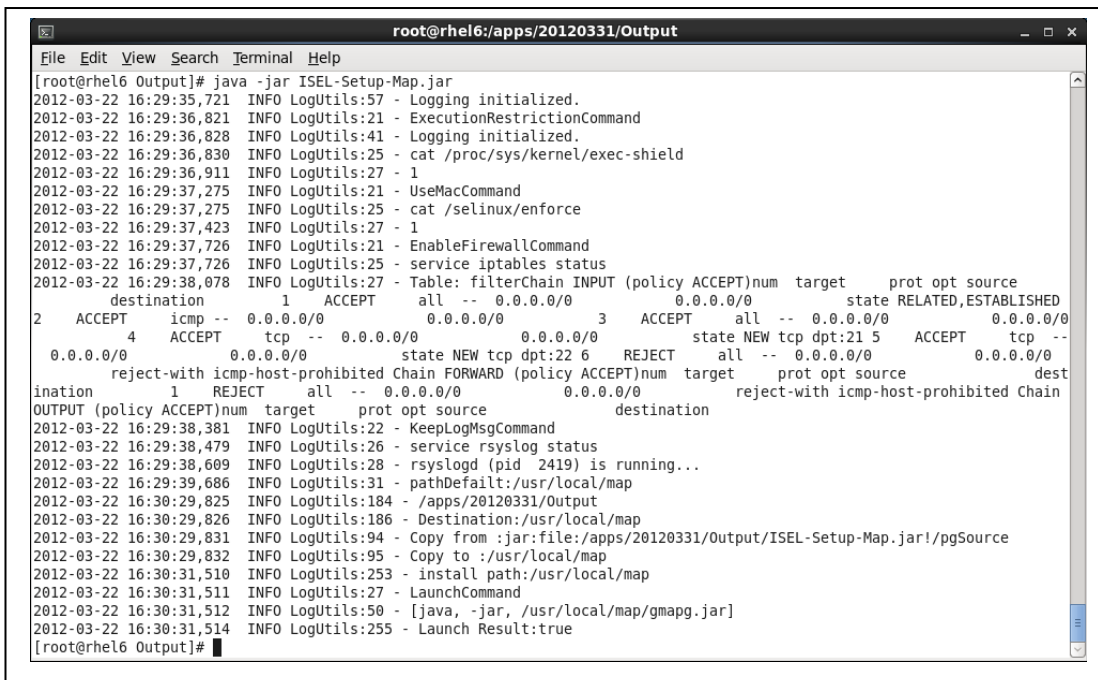 root@rhel6:/apps/20120331/Output
File Edit View Search Terminal Help
[root@rhel6 Output]# java -jar ISEL-Setup-Map.jar
2012-03-22 16:29:35,721  INFO LogUtils:57 - Logging initialized.
2012-03-22 16:29:36,821  INFO LogUtils:21 - ExecutionRestrictionCommand
2012-03-22 16:29:36,828  INFO LogUtils:41 - Logging initialized.
2012-03-22 16:29:36,830  INFO LogUtils:25 - cat /proc/sys/kernel/exec-shield
2012-03-22 16:29:36,911  INFO LogUtils:27 - 1
2012-03-22 16:29:37,275  INFO LogUtils:21 - UseMacCommand
2012-03-22 16:29:37,275  INFO LogUtils:25 - cat /selinux/enforce
2012-03-22 16:29:37,423  INFO LogUtils:27 - 1
2012-03-22 16:29:37,726  INFO LogUtils:21 - EnableFirewallCommand
2012-03-22 16:29:37,726  INFO LogUtils:25 - service iptables status
2012-03-22 16:29:38,078  INFO LogUtils:27 - Table: filterChain INPUT (policy ACCEPT)num  target     prot opt source
destination         1    ACCEPT     all  --  0.0.0.0/0            0.0.0.0/0           state RELATED,ESTABLISHED
2    ACCEPT     icmp --  0.0.0.0/0            0.0.0.0/0           3    ACCEPT     all  --  0.0.0.0/0            0.0.0.0/0
4    ACCEPT     tcp  --  0.0.0.0/0            0.0.0.0/0           state NEW tcp dpt:21 5    ACCEPT     tcp  --
0.0.0.0/0            0.0.0.0/0           state NEW tcp dpt:22 6    REJECT     all  --  0.0.0.0/0            0.0.0.0/0
reject-with icmp-host-prohibited Chain FORWARD (policy ACCEPT)num  target     prot opt source               dest
ination         1    REJECT     all  --  0.0.0.0/0            0.0.0.0/0           reject-with icmp-host-prohibited Chain
OUTPUT (policy ACCEPT)num  target     prot opt source               destination
2012-03-22 16:29:38,381  INFO LogUtils:22 - KeepLogMsgCommand
2012-03-22 16:29:38,479  INFO LogUtils:26 - service rsyslog status
2012-03-22 16:29:38,609  INFO LogUtils:28 - rsyslogd (pid  2419) is running...
2012-03-22 16:29:39,686  INFO LogUtils:31 - pathDefailt:/usr/local/map
2012-03-22 16:30:29,825  INFO LogUtils:184 - /apps/20120331/Output
2012-03-22 16:30:29,826  INFO LogUtils:186 - Destination:/usr/local/map
2012-03-22 16:30:29,831  INFO LogUtils:94 - Copy from :jar:file:/apps/20120331/Output/ISEL-Setup-Map.jar!/pgSource
2012-03-22 16:30:29,832  INFO LogUtils:95 - Copy to :/usr/local/map
2012-03-22 16:30:31,510  INFO LogUtils:253 - install path:/usr/local/map
2012-03-22 16:30:31,511  INFO LogUtils:27 - LaunchCommand
2012-03-22 16:30:31,512  INFO LogUtils:50 - [java, -jar, /usr/local/map/gmapg.jar]
2012-03-22 16:30:31,514  INFO LogUtils:255 - Launch Result:true
[root@rhel6 Output]#